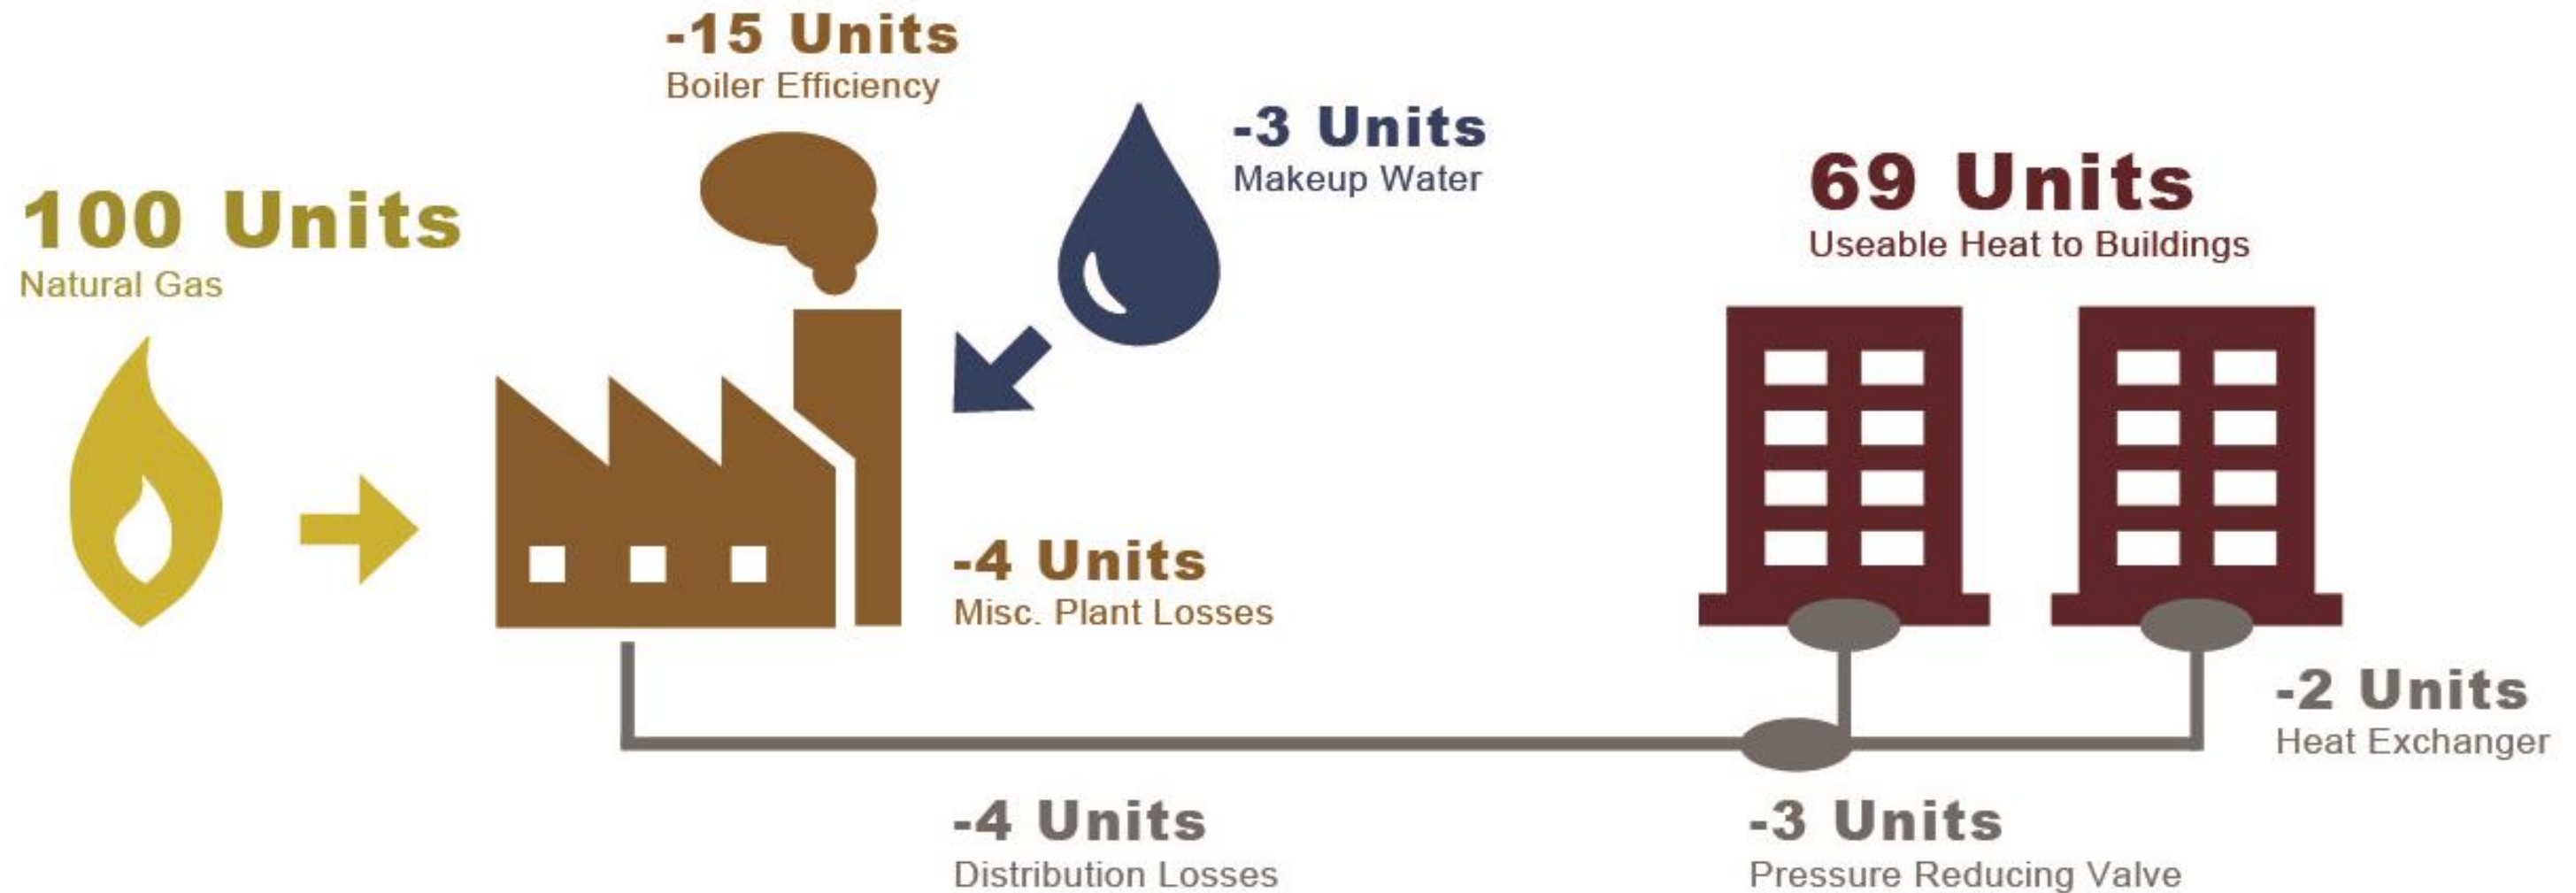 -15 Units
Boiler Efficiency
-3 Units
Makeup Water
100 Units
Natural Gas
69 Units
Useable Heat to Buildings
-4 Units
Misc. Plant Losses
-2 Units
Heat Exchanger
-4 Units
Distribution Losses
-3 Units
Pressure Reducing Valve